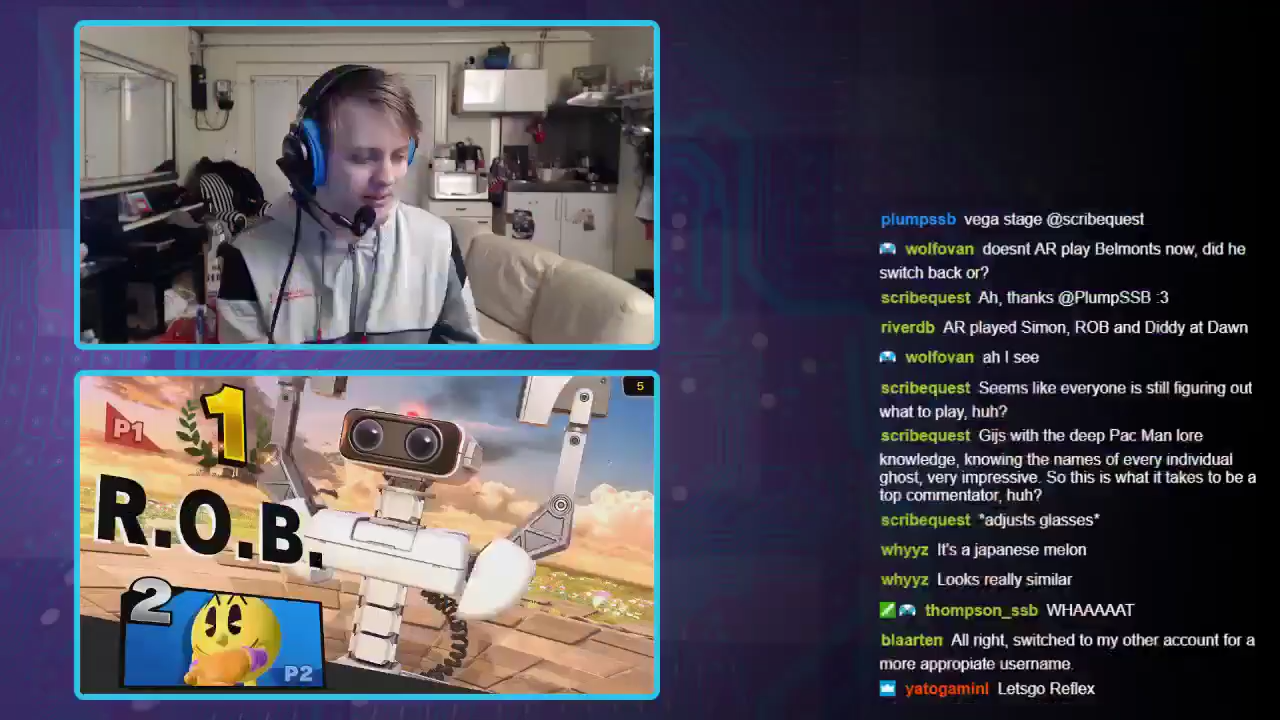 5
P1
1
R.O.B.
2
P2
plumpssb vega stage @scribequest
wolfovan doesnt AR play Belmonts now, did he
switch back or?
scribequest Ah, thanks @PlumpSSB :3
riverdb AR played Simon, ROB and Diddy at Dawn
wolfovan ah I see
scribequest Seems like everyone is still figuring out
what to play, huh?
scribequest Gijs with the deep Pac Man lore
knowledge, knowing the names of every individual
ghost, very impressive. So this is what it takes to be a
top commentator, huh?
scribequest *adjusts glasses*
whyyz It's a japanese melon
whyyz Looks really similar
thompson_ssb WHAAAAAT
blaarten All right, switched to my other account for a
more appropiate username.
yatogaminl Letsgo Reflex